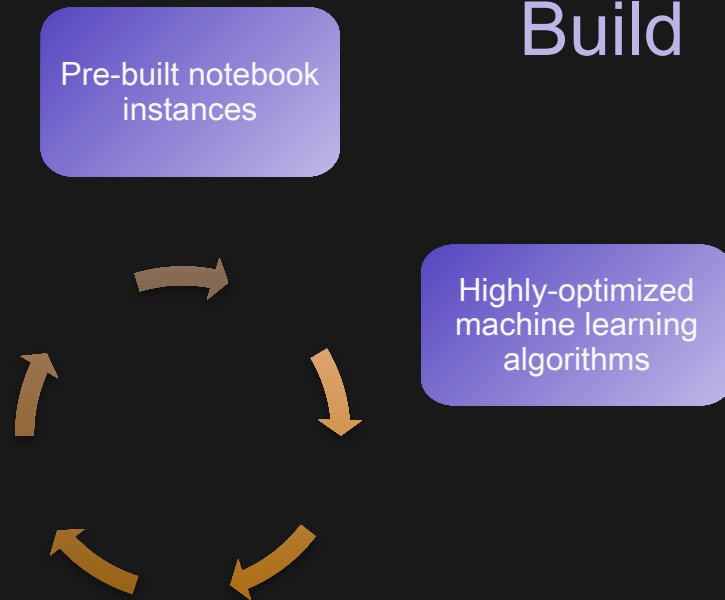 Build
Pre-built notebook
instances
Highly-optimized
machine learning
algorithms